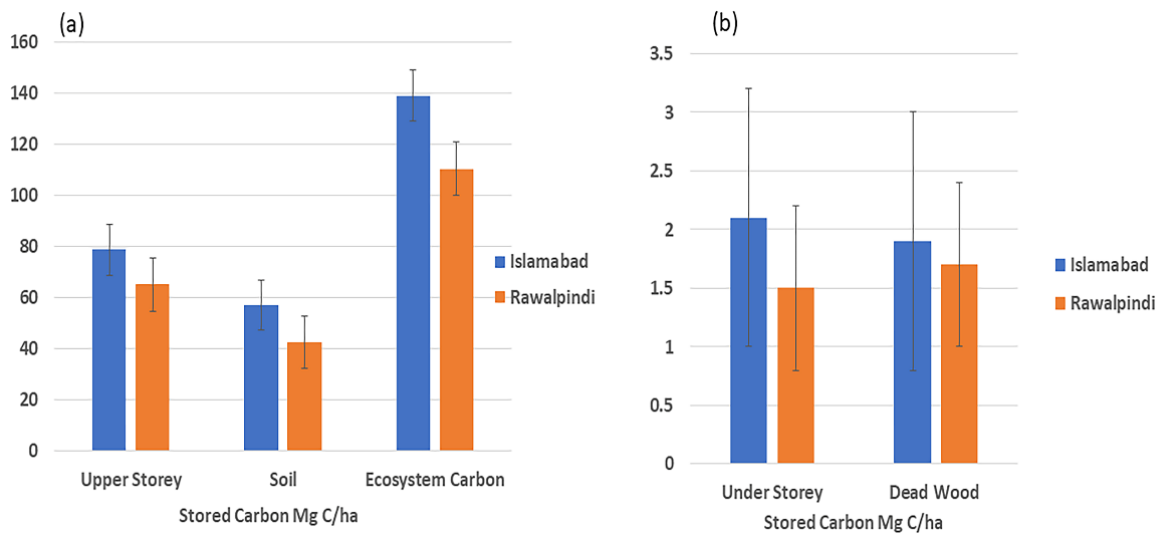 (a)
160
140
120
100
80
60
40
20
0
Upper Storey Soil Ecosystem Carbon
Stored Carbon Mg C/ha
Islamabad
Rawalpindi
(b)
3.5
3
2.5
2
1.5
1
0.5
0
Under Storey Dead Wood
Stored Carbon Mg C/ha
Islamabad
Rawalpindi